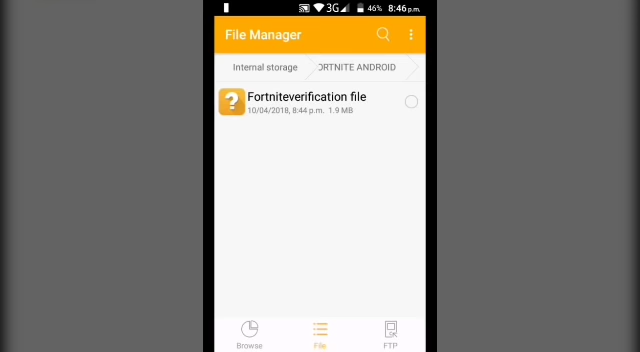 3G 46% 8:46 p.m.
File Manager
Internal storage ORTNITE ANDROID
?
Fortniteverification file
10/04/2018, 8:44 p.m. 1.9 MB
Browse File FTP